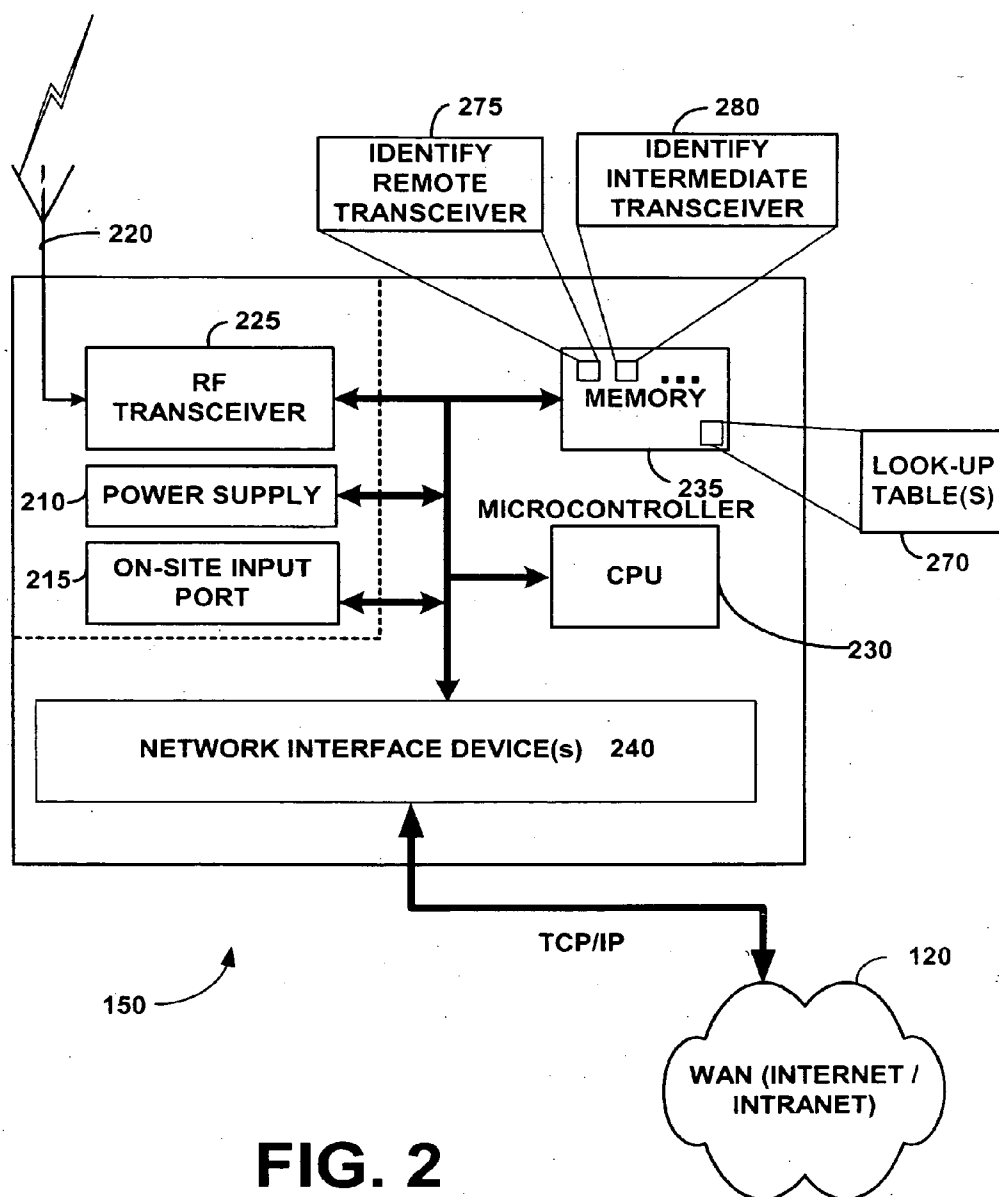 275
280
IDENTIFY
REMOTE
TRANSCEIVER
IDENTIFY
INTERMEDIATE
TRANSCEIVER
220
225
RF
TRANSCEIVER
MEMORY
235
LOOK-UP
TABLE(S)
270
210
POWER SUPPLY
MICROCONTROLLER
215
ON-SITE INPUT
PORT
CPU
230
NETWORK INTERFACE DEVICE(s) 240
TCP/IP
150
120
WAN (INTERNET /
INTRANET)
FIG. 2